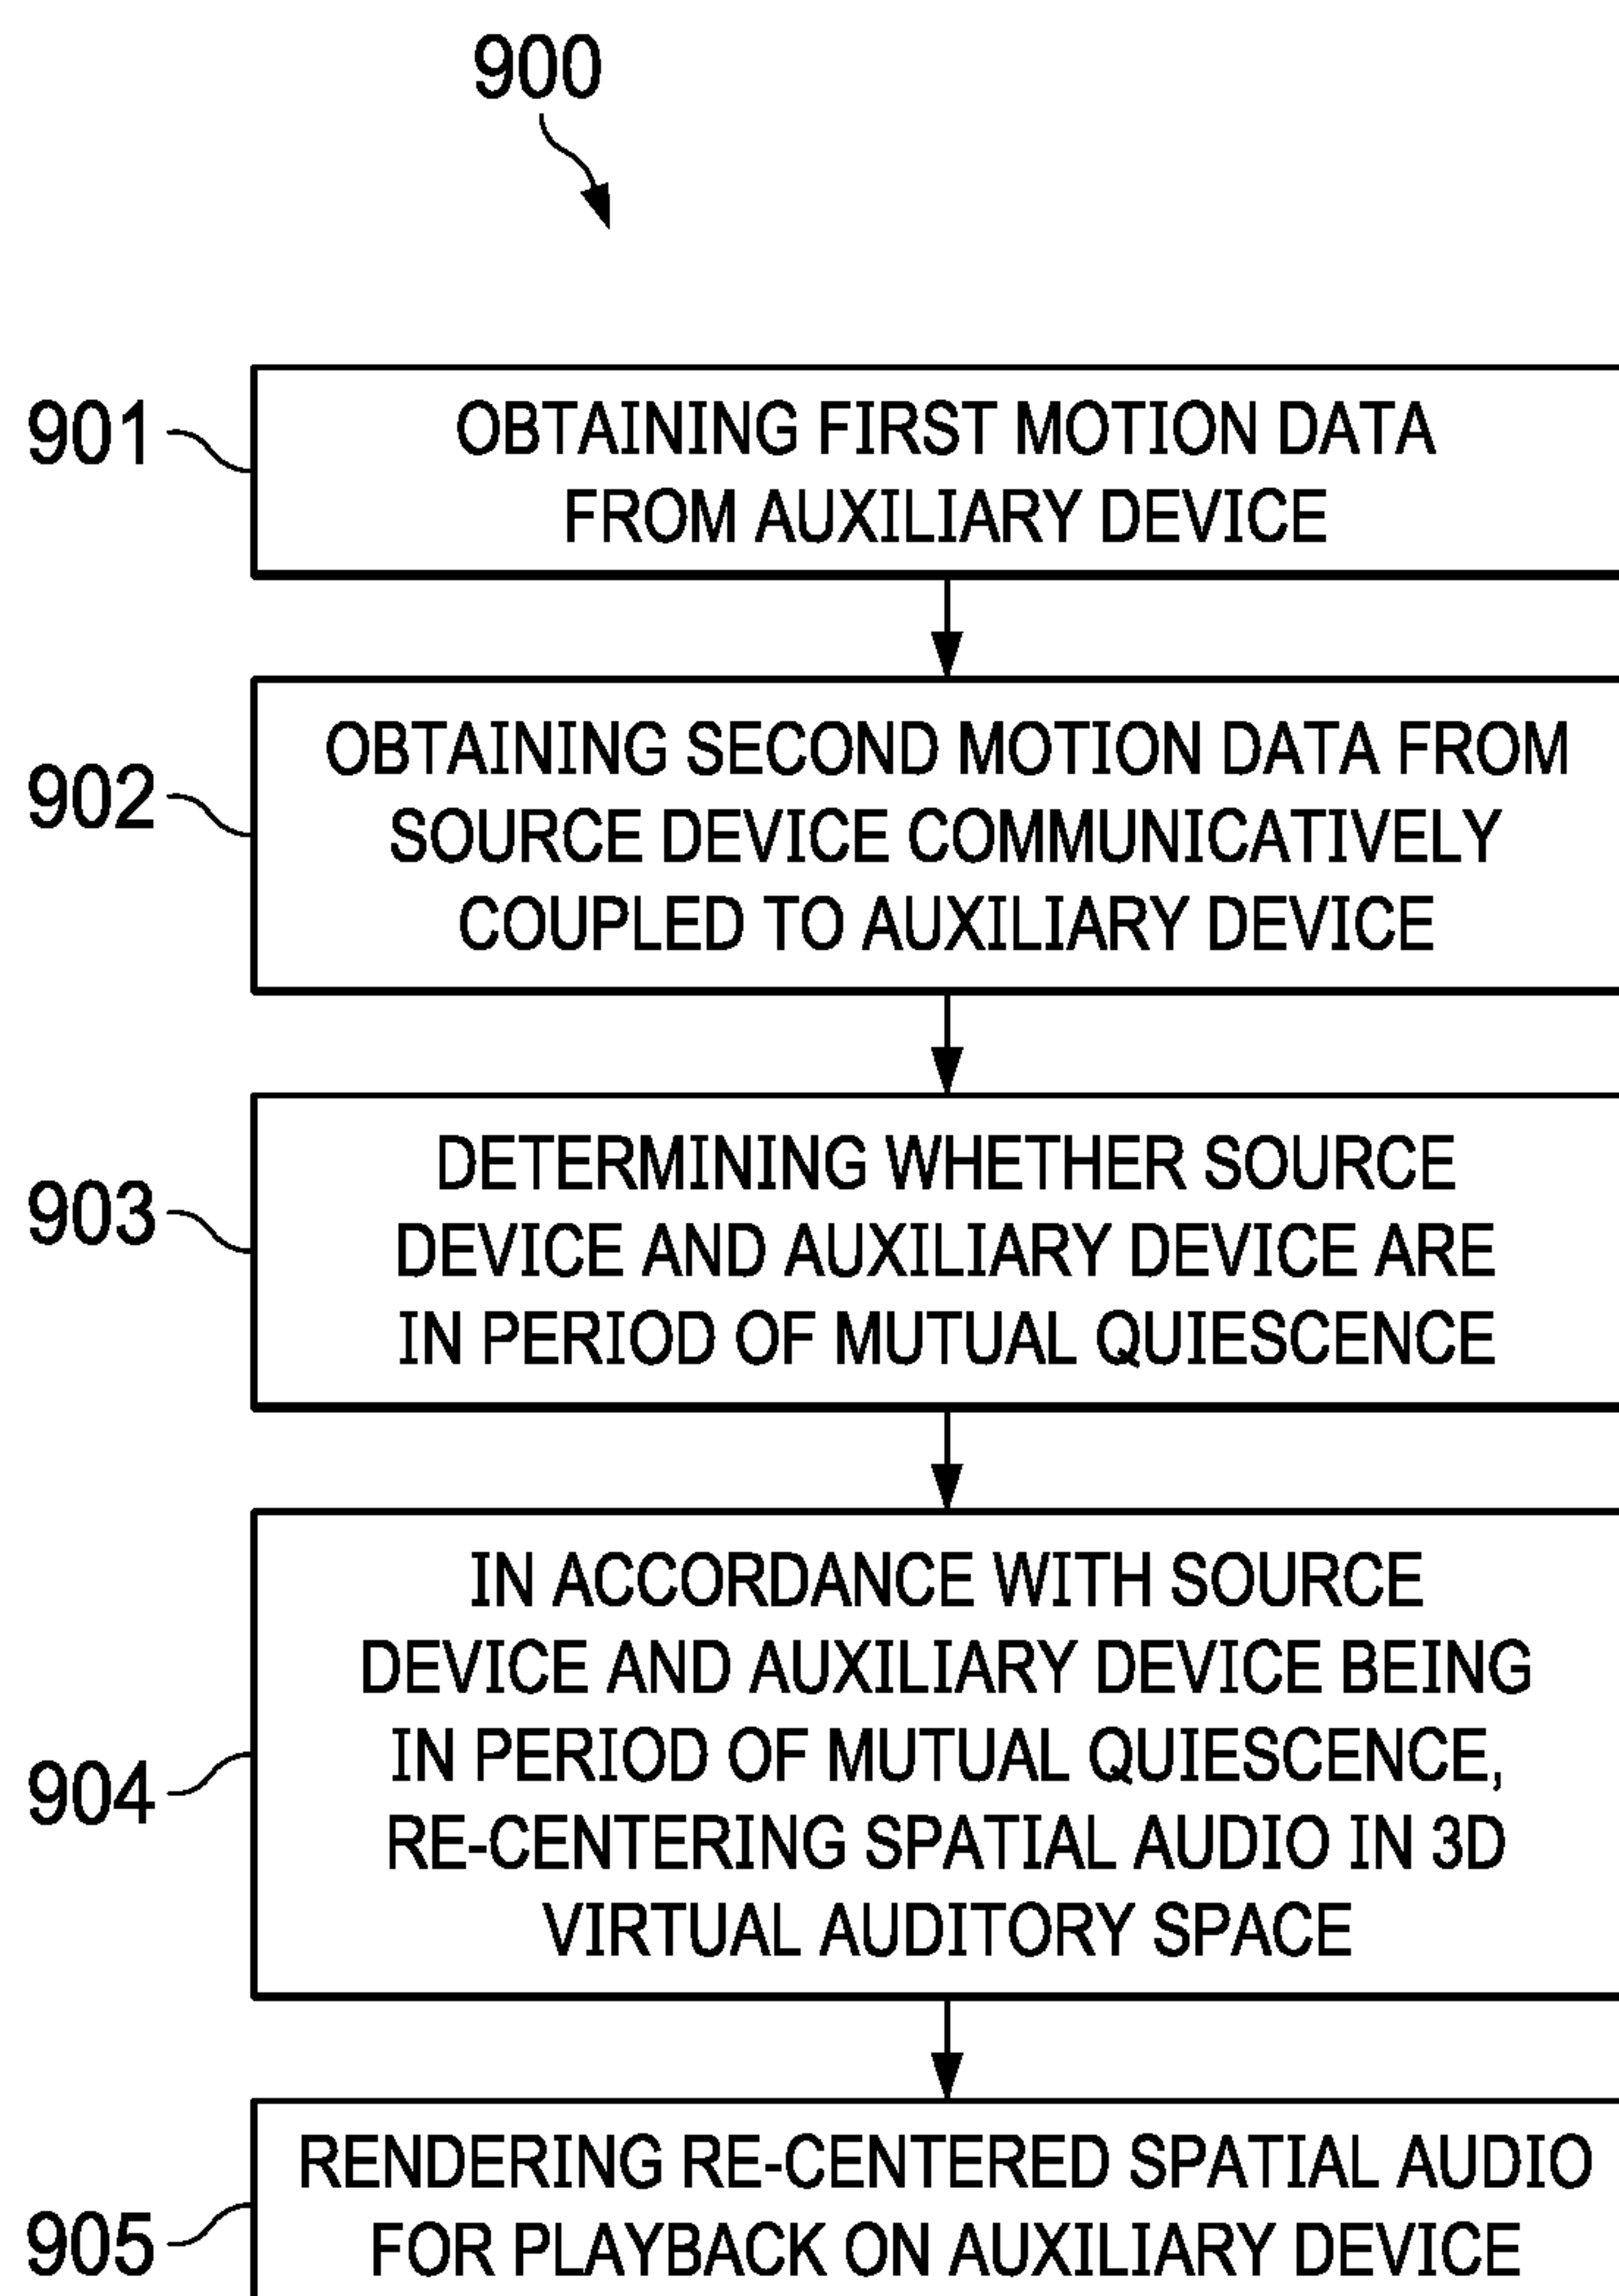 900
901
OBTAINING FIRST MOTION DATA
FROM AUXILIARY DEVICE
902
OBTAINING SECOND MOTION DATA FROM
SOURCE DEVICE COMMUNICATIVELY
COUPLED TO AUXILIARY DEVICE
903
DETERMINING WHETHER SOURCE
DEVICE AND AUXILIARY DEVICE ARE
IN PERIOD OF MUTUAL QUIESCENCE
904
IN ACCORDANCE WITH SOURCE
DEVICE AND AUXILIARY DEVICE BEING
IN PERIOD OF MUTUAL QUIESCENCE,
RE-CENTERING SPATIAL AUDIO IN 3D
VIRTUAL AUDITORY SPACE
905
RENDERING RE-CENTERED SPATIAL AUDIO
FOR PLAYBACK ON AUXILIARY DEVICE